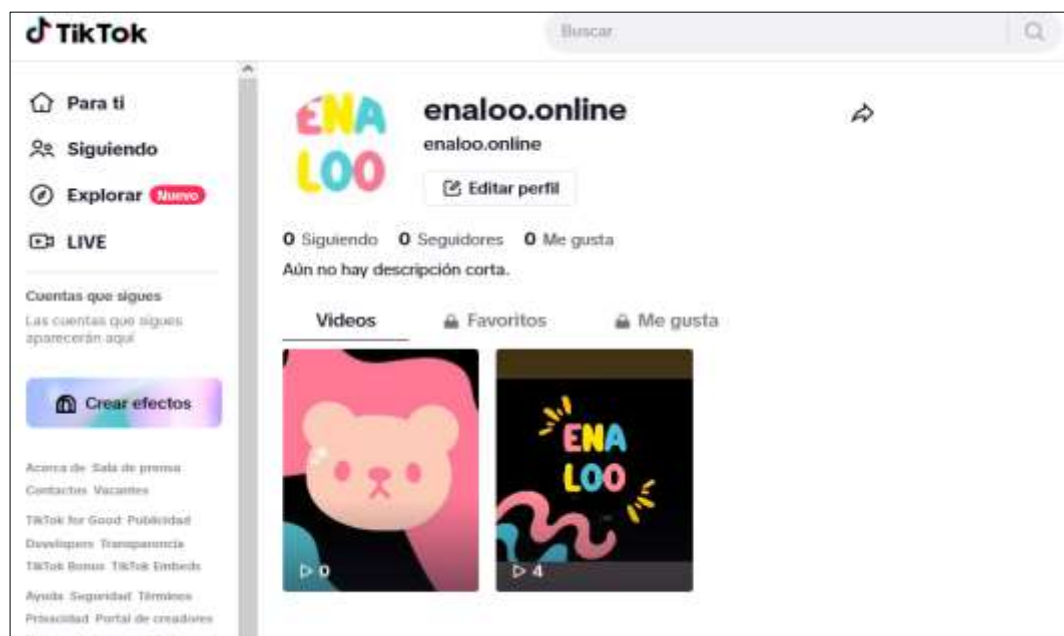 TikTok
Buscar
Para ti
Siguiendo
Explorar Nuevo
LIVE
Cuentas que sigues
Las cuentas que sigues
aparecerán aquí
Crear efectos
Acerca de Sala de prensa
Contactos Vacantes
TikTok for Good Publicidad
Developers Transparencia
TikTok Bonus TikTok Embeds
Ayuda Seguridad Términos
Privacidad Portal de creadores
ENA
LOO
enaloo.online
enaloo.online
Editar perfil
0 Siguiendo 0 Seguidores 0 Me gusta
Aún no hay descripción corta.
Videos Favoritos Me gusta
0
ENA
LOO
4